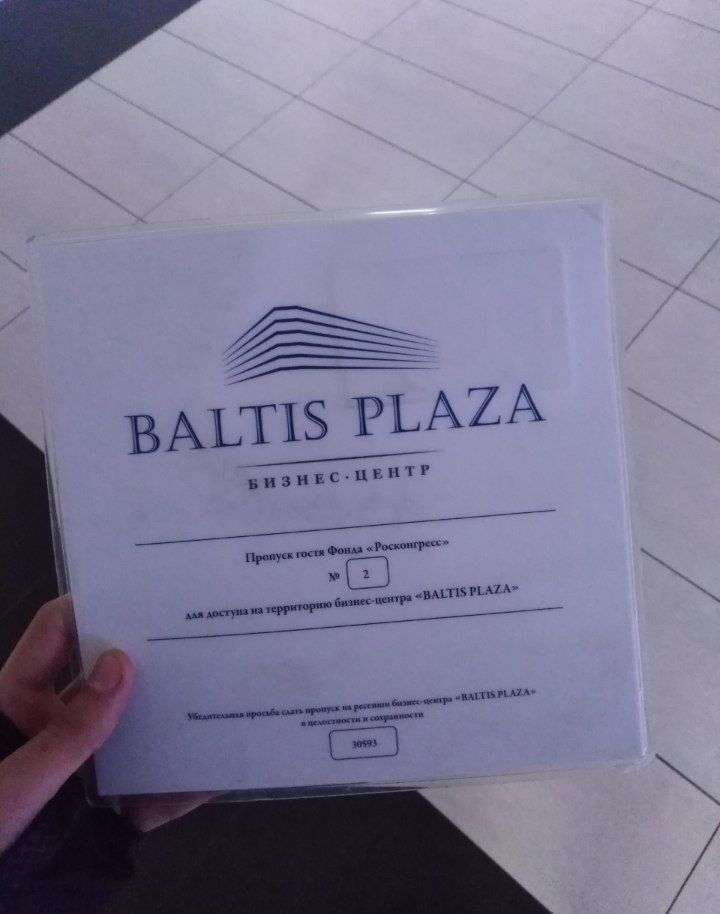 BALTIS PLAZA
БИЗНЕС·ЦЕНТР
Пропуск гостя Фонда «Росконгресс»
№ 2
для доступа на территорию бизнес-центра «BALTIS PLAZA»
Убедительная просьба сдать пропуск на ресепшн бизнес-центра «BALTIS PLAZA»
в целостности и сохранности
30593